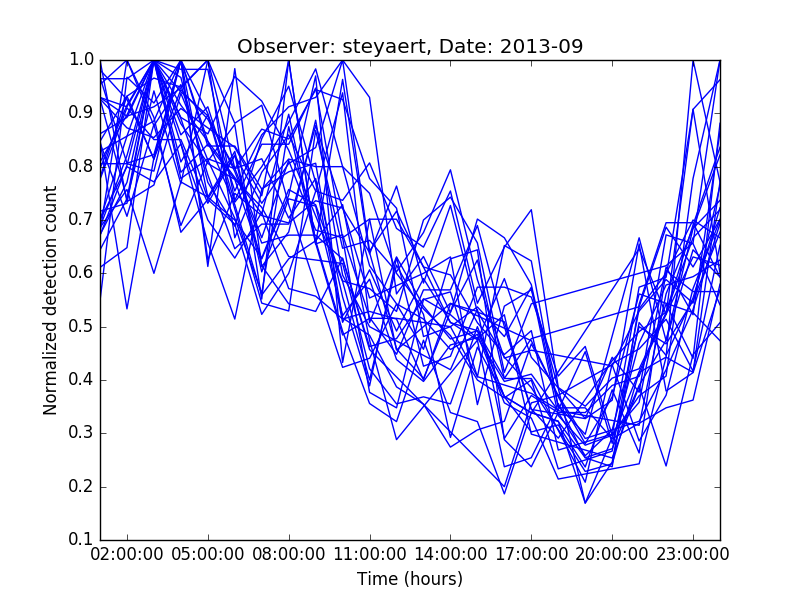 Observer: steyaert, Date: 2013-09
1.0
0.9
0.8
0.7
0.6
0.5
0.4
0.3
0.2
0.1
Normalized detection count
02:00:00 05:00:00 08:00:00 11:00:00 14:00:00 17:00:00 20:00:00 23:00:00
Time (hours)